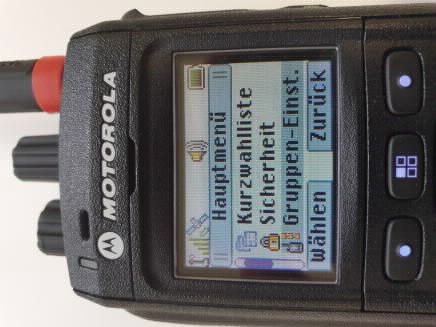 MOTOROLA
Hauptmenü
Kurzwahlliste
Sicherheit
Gruppen-Einst.
Wählen Zurück